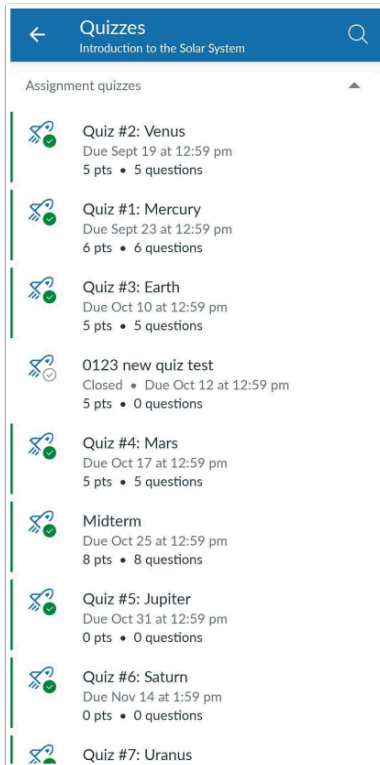 Quizzes
Introduction to the Solar System
Assignment quizzes
Quiz #2: Venus
Due Sept 19 at 12:59 pm
5 pts • 5 questions
Quiz #1: Mercury
Due Sept 23 at 12:59 pm
6 pts • 6 questions
Quiz #3: Earth
Due Oct 10 at 12:59 pm
5 pts • 5 questions
0123 new quiz test
Closed • Due Oct 12 at 12:59 pm
5 pts • 0 questions
Quiz #4: Mars
Due Oct 17 at 12:59 pm
5 pts • 5 questions
Midterm
Due Oct 25 at 12:59 pm
8 pts • 8 questions
Quiz #5: Jupiter
Due Oct 31 at 12:59 pm
0 pts • 0 questions
Quiz #6: Saturn
Due Nov 14 at 1:59 pm
0 pts • 0 questions
Quiz #7: Uranus